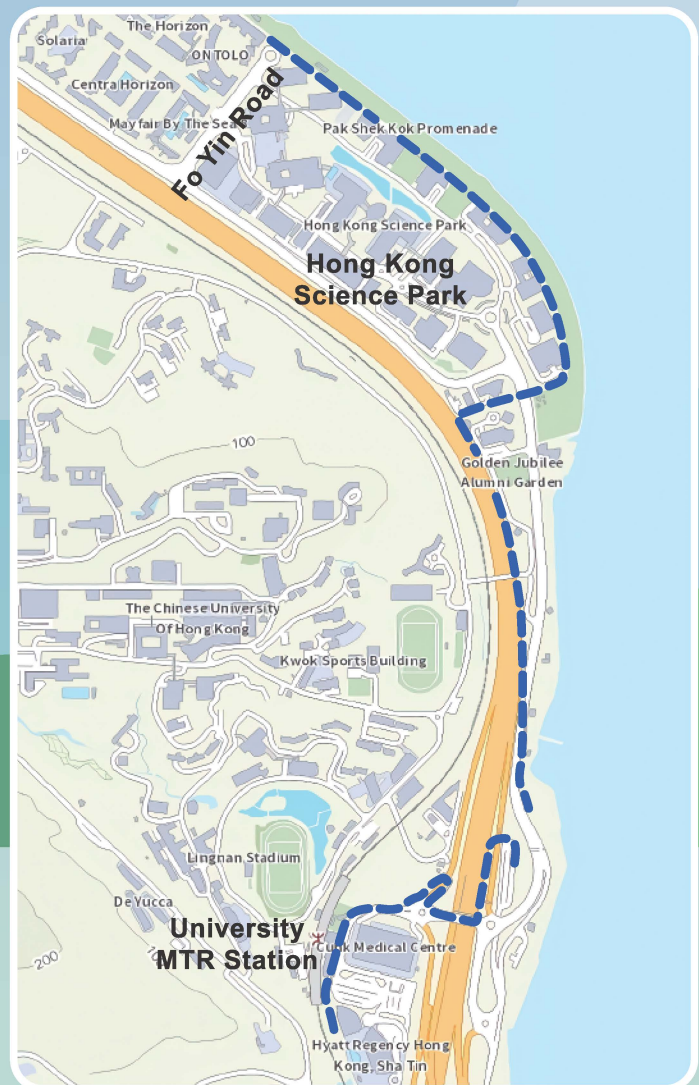 The Horizon
Solaria
ONTOLO
Centra Horizon
Mayfair By The Sea
Fo Yin Road
Pak Shek Kok Promenade
Hong Kong Science Park
Hong Kong
Science Park
100
Golden Jubilee
Alumni Garden
The Chinese University
Of Hong Kong
Kwok Sports Building
Lingnan Stadium
De Yucca
University
MTR Station
Cuhk Medical Centre
200
Hyatt Regency Hong
Kong, Sha Tin